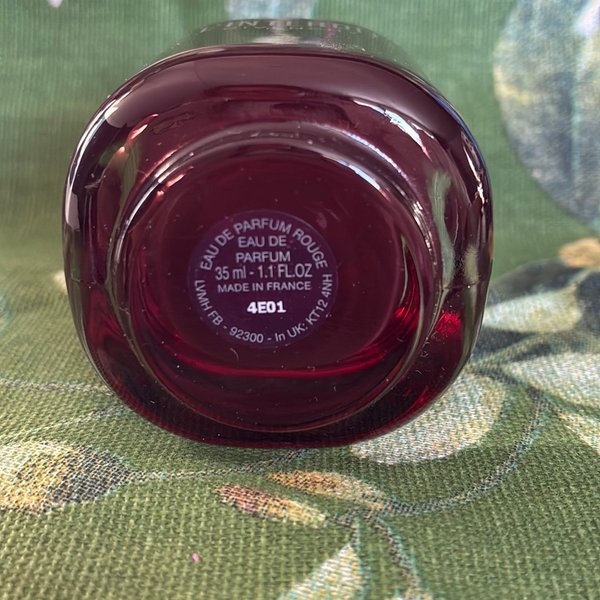 EAU DE PARFUM ROUGE
EAU DE
PARFUM
35 ml - 1.1 FL.OZ
MADE IN FRANCE
4E01
LVMH FB - 92300 - In UK: KT12 4NH